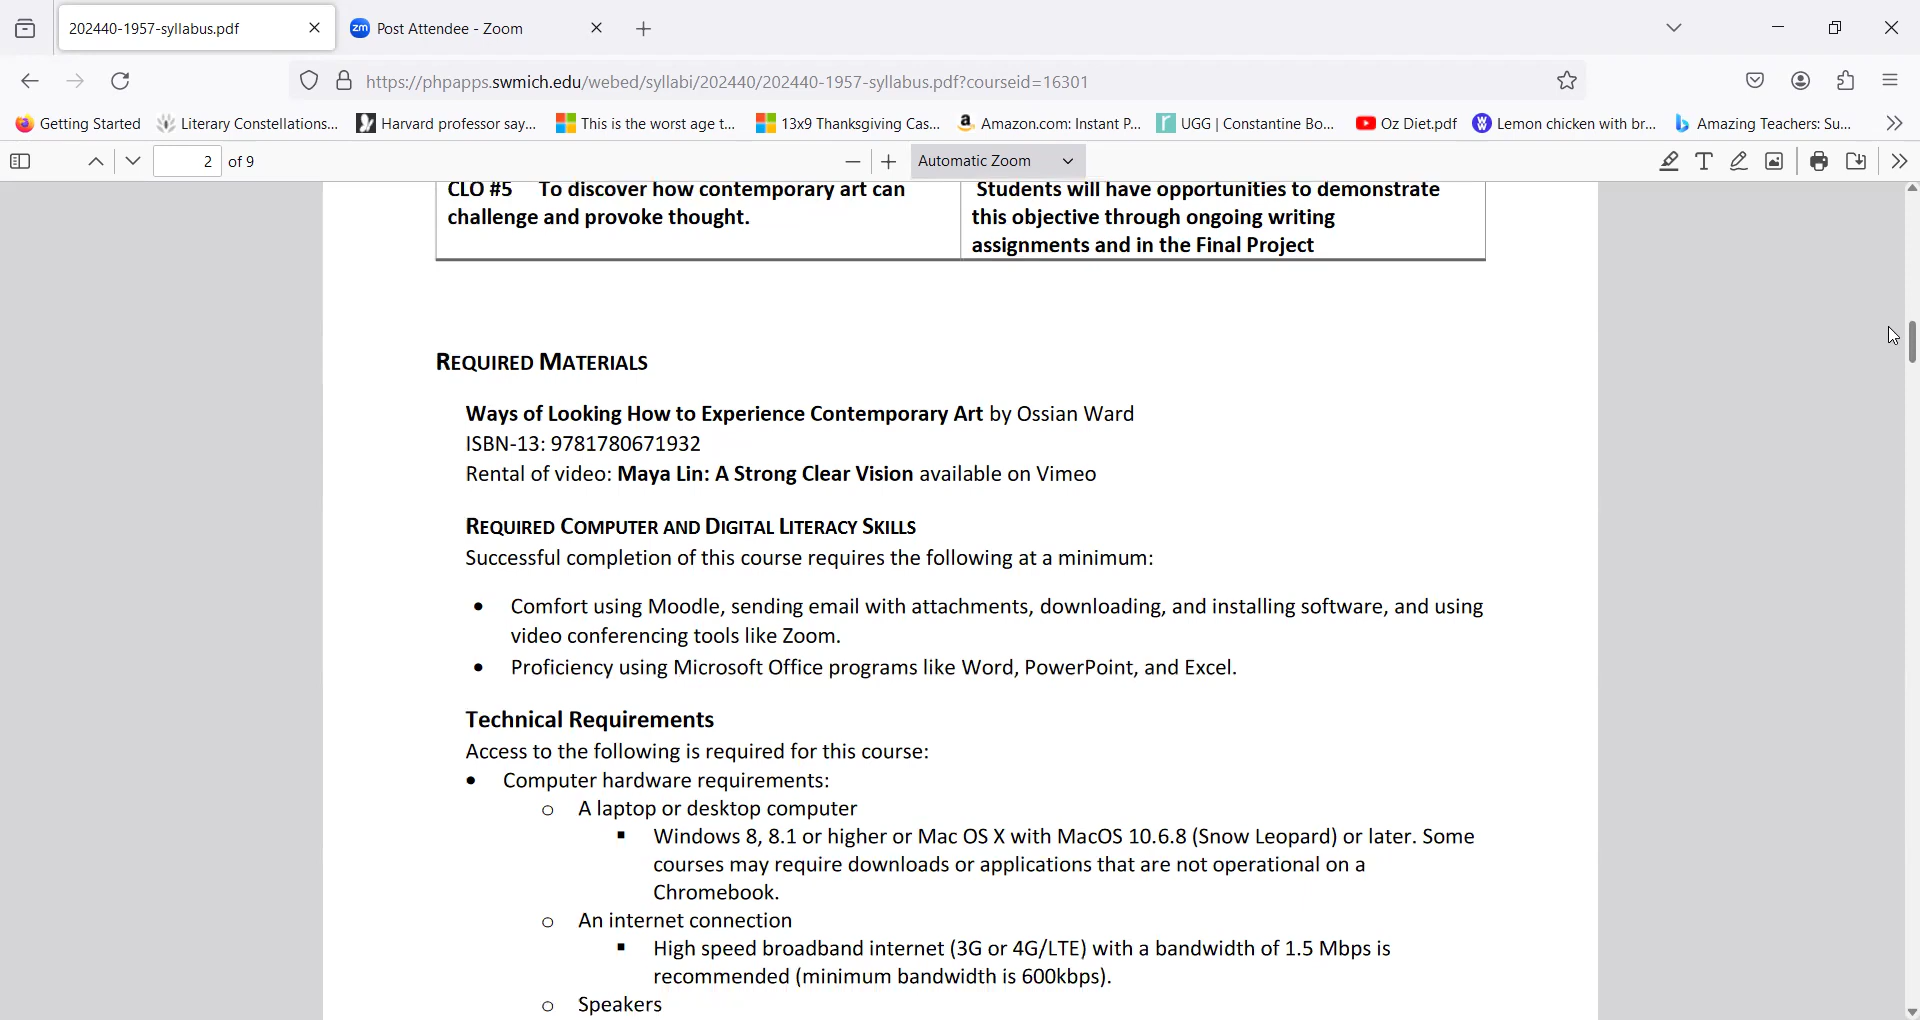 202440-1957-syllabus.pdf
zm Post Attendee - Zoom
https://phpapps.swmich.edu/webed/syllabi/202440/202440-1957-syllabus.pdf?courseid=16301
Getting Started Literary Constellations... Harvard professor say... This is the worst age t... 13x9 Thanksgiving Cas... Amazon.com: Instant P... UGG | Constantine Bo... Oz Diet.pdf Lemon chicken with br... Amazing Teachers: Su...
2 of 9 Automatic Zoom
CLO #5 To discover how contemporary art can
challenge and provoke thought.
Students will have opportunities to demonstrate
this objective through ongoing writing
assignments and in the Final Project
REQUIRED MATERIALS
Ways of Looking How to Experience Contemporary Art by Ossian Ward
ISBN-13: 9781780671932
Rental of video: Maya Lin: A Strong Clear Vision available on Vimeo
REQUIRED COMPUTER AND DIGITAL LITERACY SKILLS
Successful completion of this course requires the following at a minimum:
• Comfort using Moodle, sending email with attachments, downloading, and installing software, and using
video conferencing tools like Zoom.
• Proficiency using Microsoft Office programs like Word, PowerPoint, and Excel.
Technical Requirements
Access to the following is required for this course:
• Computer hardware requirements:
o A laptop or desktop computer
▪ Windows 8, 8.1 or higher or Mac OS X with MacOS 10.6.8 (Snow Leopard) or later. Some
courses may require downloads or applications that are not operational on a
Chromebook.
o An internet connection
▪ High speed broadband internet (3G or 4G/LTE) with a bandwidth of 1.5 Mbps is
recommended (minimum bandwidth is 600kbps).
o Speakers